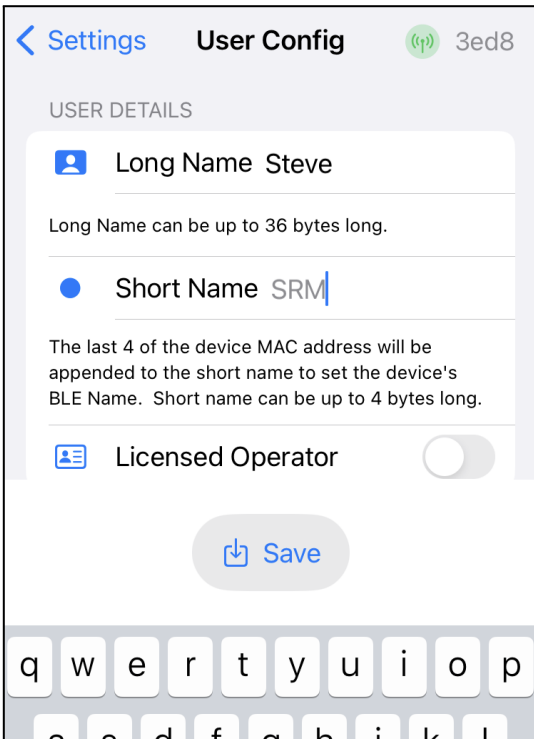 Settings User Config 3ed8
USER DETAILS
Long Name Steve
Long Name can be up to 36 bytes long.
Short Name SRM
The last 4 of the device MAC address will be
appended to the short name to set the device's
BLE Name. Short name can be up to 4 bytes long.
Licensed Operator
Save
q w e r t y u i o p
a s d f g h j k l